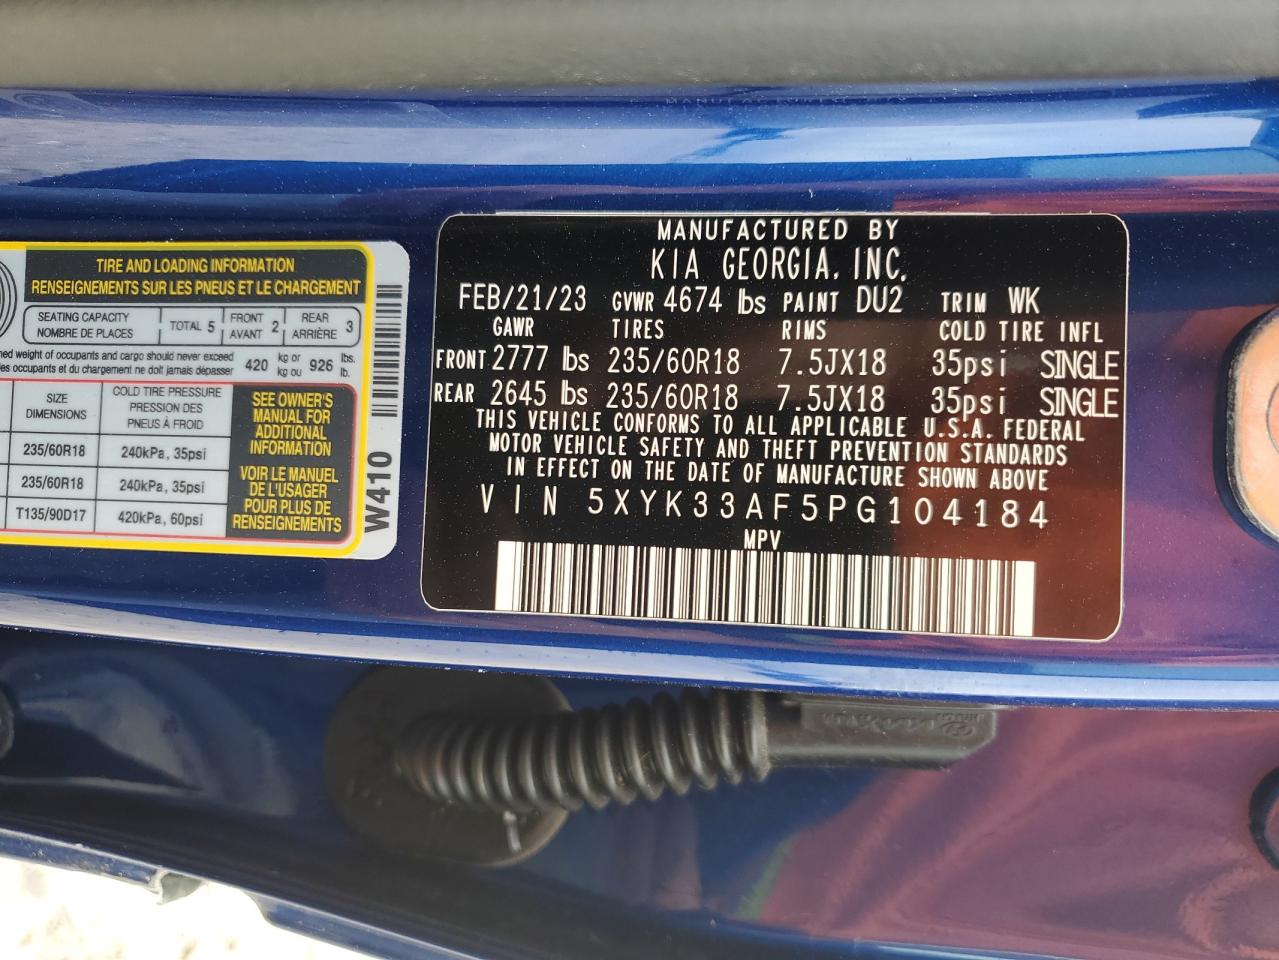 TIRE AND LOADING INFORMATION
RENSEIGNEMENTS SUR LES PNEUS ET LE CHARGEMENT
SEATING CAPACITY
NOMBRE DE PLACES
TOTAL 5
FRONT
AVANT 2
REAR
ARRIÈRE 3
weight of occupants and cargo should never exceed
occupants et du chargement ne doit jamais dépasser
420 kg or
kg ou 926 lbs.
lb.
SIZE
DIMENSIONS
COLD TIRE PRESSURE
PRESSION DES
PNEUS À FROID
235/60R18 240kPa, 35psi
235/60R18 240kPa, 35psi
T135/90D17 420kPa, 60psi
SEE OWNER'S
MANUAL FOR
ADDITIONAL
INFORMATION
VOIR LE MANUEL
DE L'USAGER
POUR PLUS DE
RENSEIGNEMENTS
W410
MANUFACTURED BY
KIA GEORGIA, INC.
FEB/21/23 GVWR 4674 lbs PAINT DU2 TRIM WK
GAWR TIRES RIMS COLD TIRE INFL
FRONT 2777 lbs 235/60R18 7.5JX18 35psi SINGLE
REAR 2645 lbs 235/60R18 7.5JX18 35psi SINGLE
THIS VEHICLE CONFORMS TO ALL APPLICABLE U.S.A. FEDERAL
MOTOR VEHICLE SAFETY AND THEFT PREVENTION STANDARDS
IN EFFECT ON THE DATE OF MANUFACTURE SHOWN ABOVE
VIN 5XYK33AF5PG104184
MPV